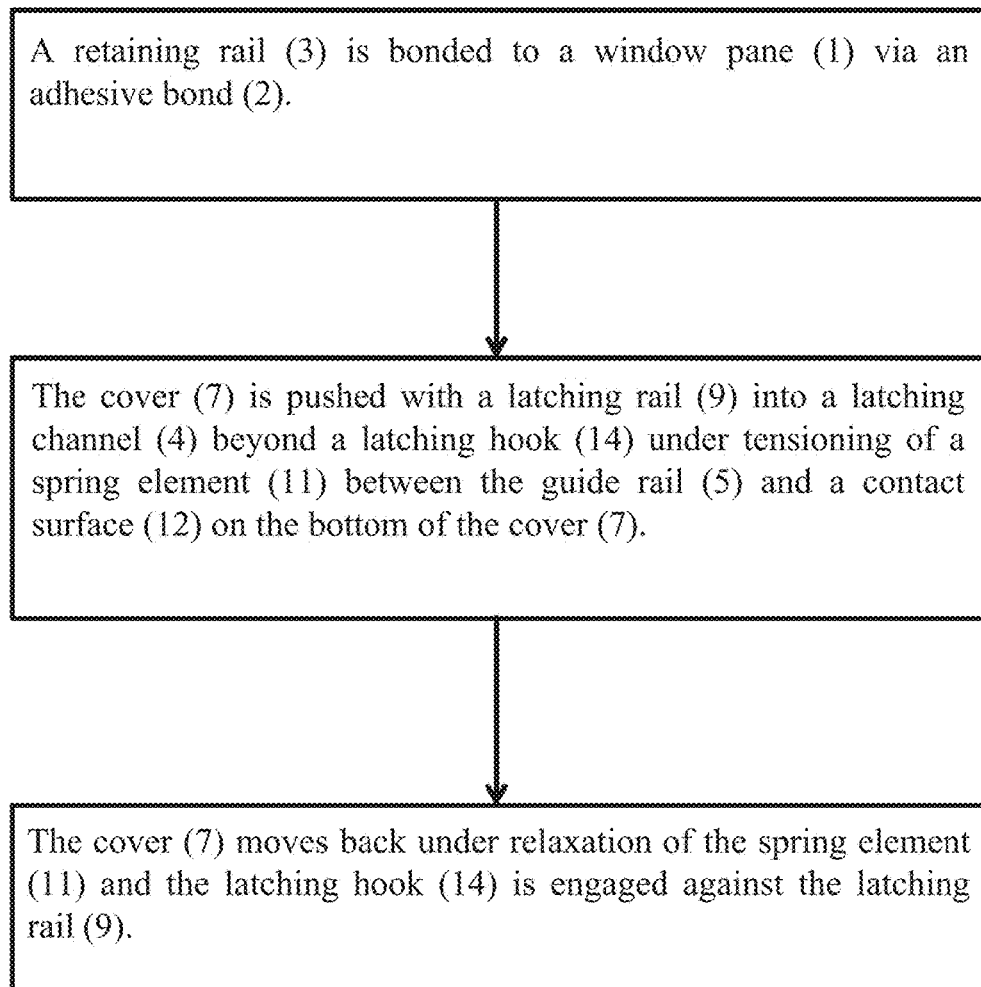 A retaining rail (3) is bonded to a window pane (1) via an
adhesive bond (2).
The cover (7) is pushed with a latching rail (9) into a latching
channel (4) beyond a latching hook (14) under tensioning of a
spring element (11) between the guide rail (5) and a contact
surface (12) on the bottom of the cover (7).
The cover (7) moves back under relaxation of the spring element
(11) and the latching hook (14) is engaged against the latching
rail (9).